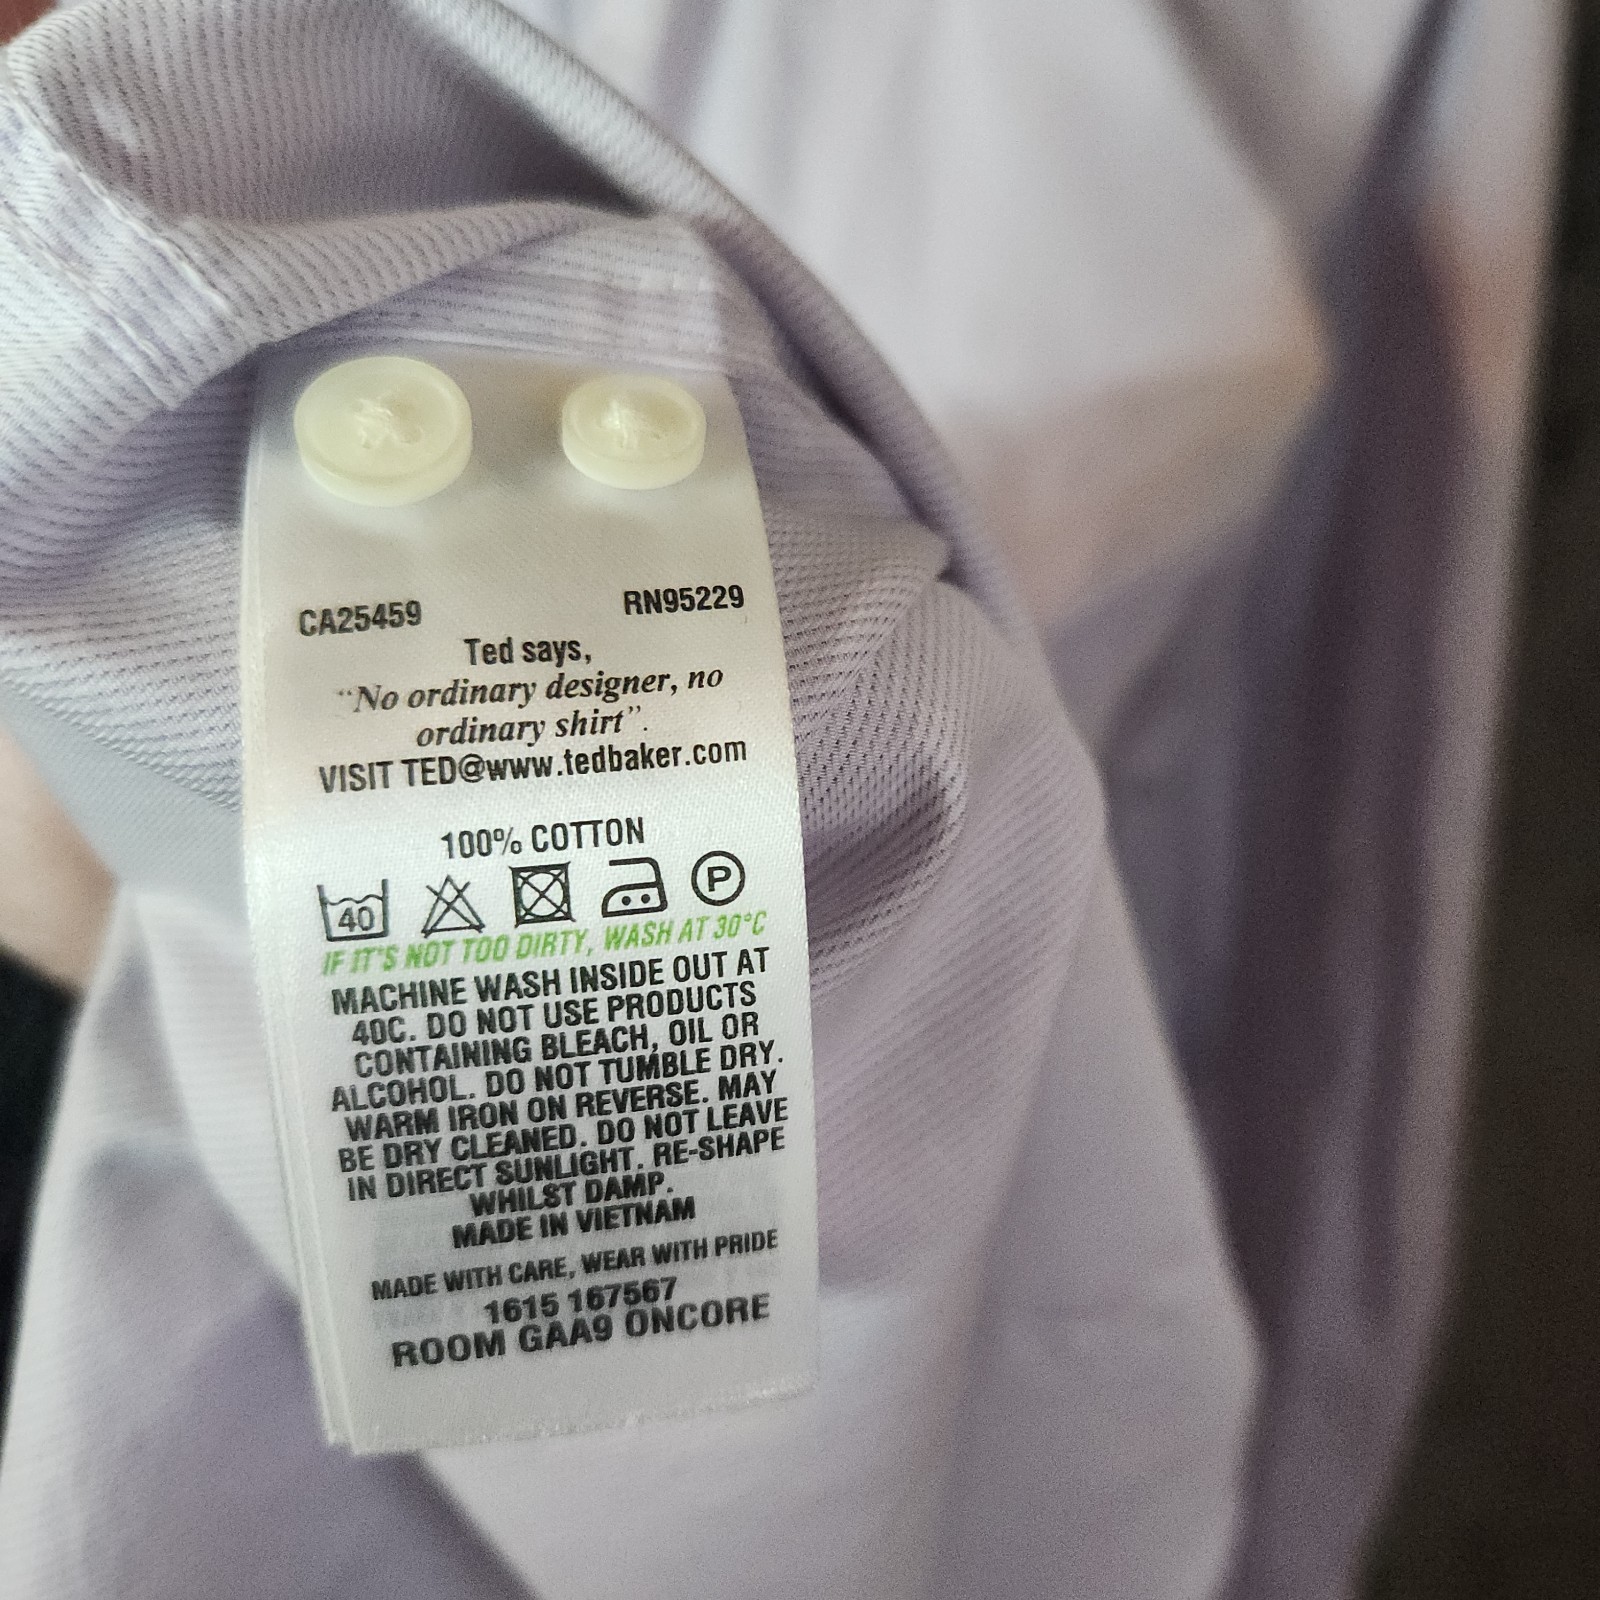 CA25459 RN95229
Ted says,
“No ordinary designer, no
ordinary shirt”.
VISIT TED@www.tedbaker.com
100% COTTON
40 P
IF IT'S NOT TOO DIRTY, WASH AT 30°C
MACHINE WASH INSIDE OUT AT
40C. DO NOT USE PRODUCTS
CONTAINING BLEACH, OIL OR
ALCOHOL. DO NOT TUMBLE DRY.
WARM IRON ON REVERSE. MAY
BE DRY CLEANED. DO NOT LEAVE
IN DIRECT SUNLIGHT. RE-SHAPE
WHILST DAMP.
MADE IN VIETNAM
MADE WITH CARE, WEAR WITH PRIDE
1615 167567
ROOM GAA9 ONCORE